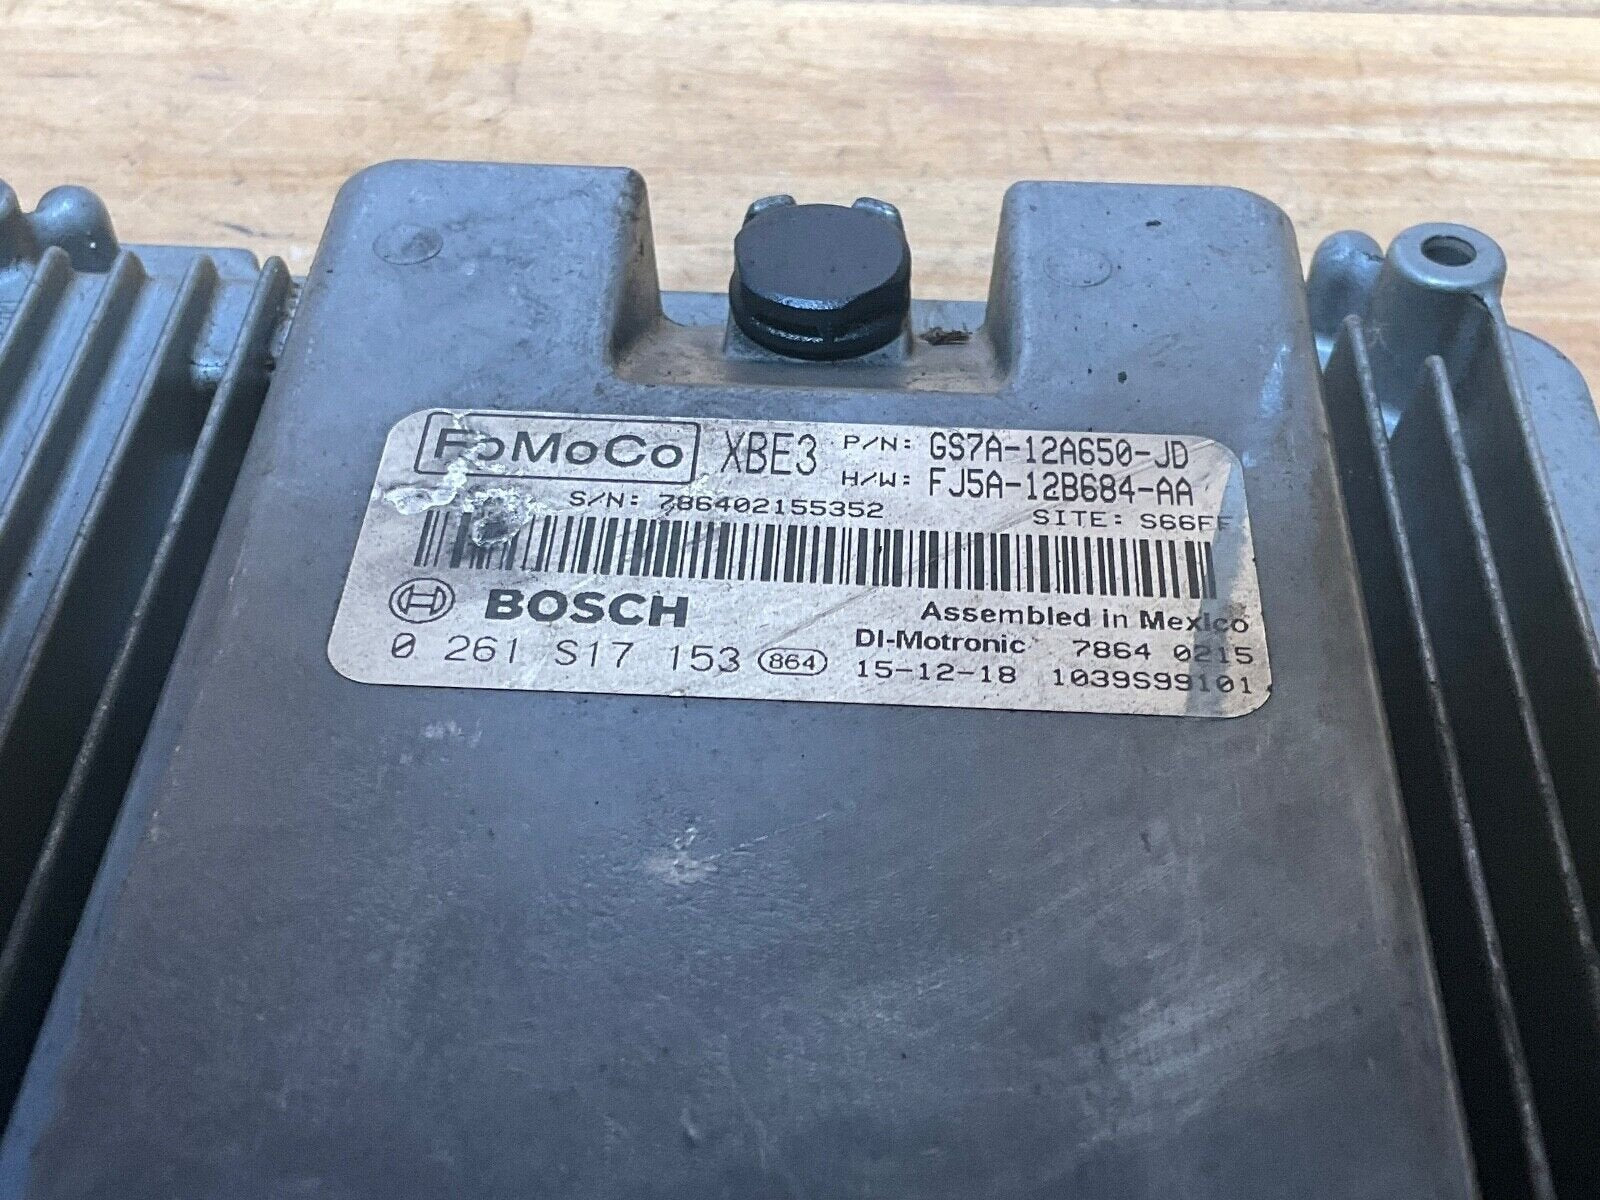 FoMoCo XBE3 P/N: GS7A-12A650-JD
H/W: FJ5A-12B684-AA
S/N: 786402155352 SITE: S66FF
BOSCH Assembled in Mexico
DI-Motronic 7864 0215
0 261 S17 153 864 15-12-18 1039S99101